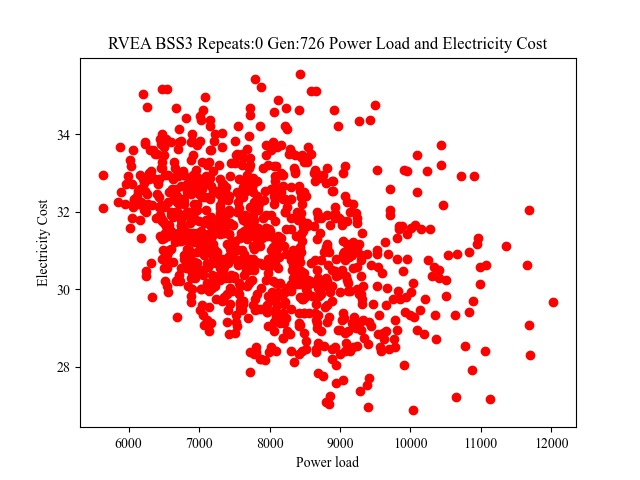 RVEA BSS3 Repeats:0 Gen:726 Power Load and Electricity Cost
34
32
30
28
Electricity Cost
6000 7000 8000 9000 10000 11000 12000
Power load